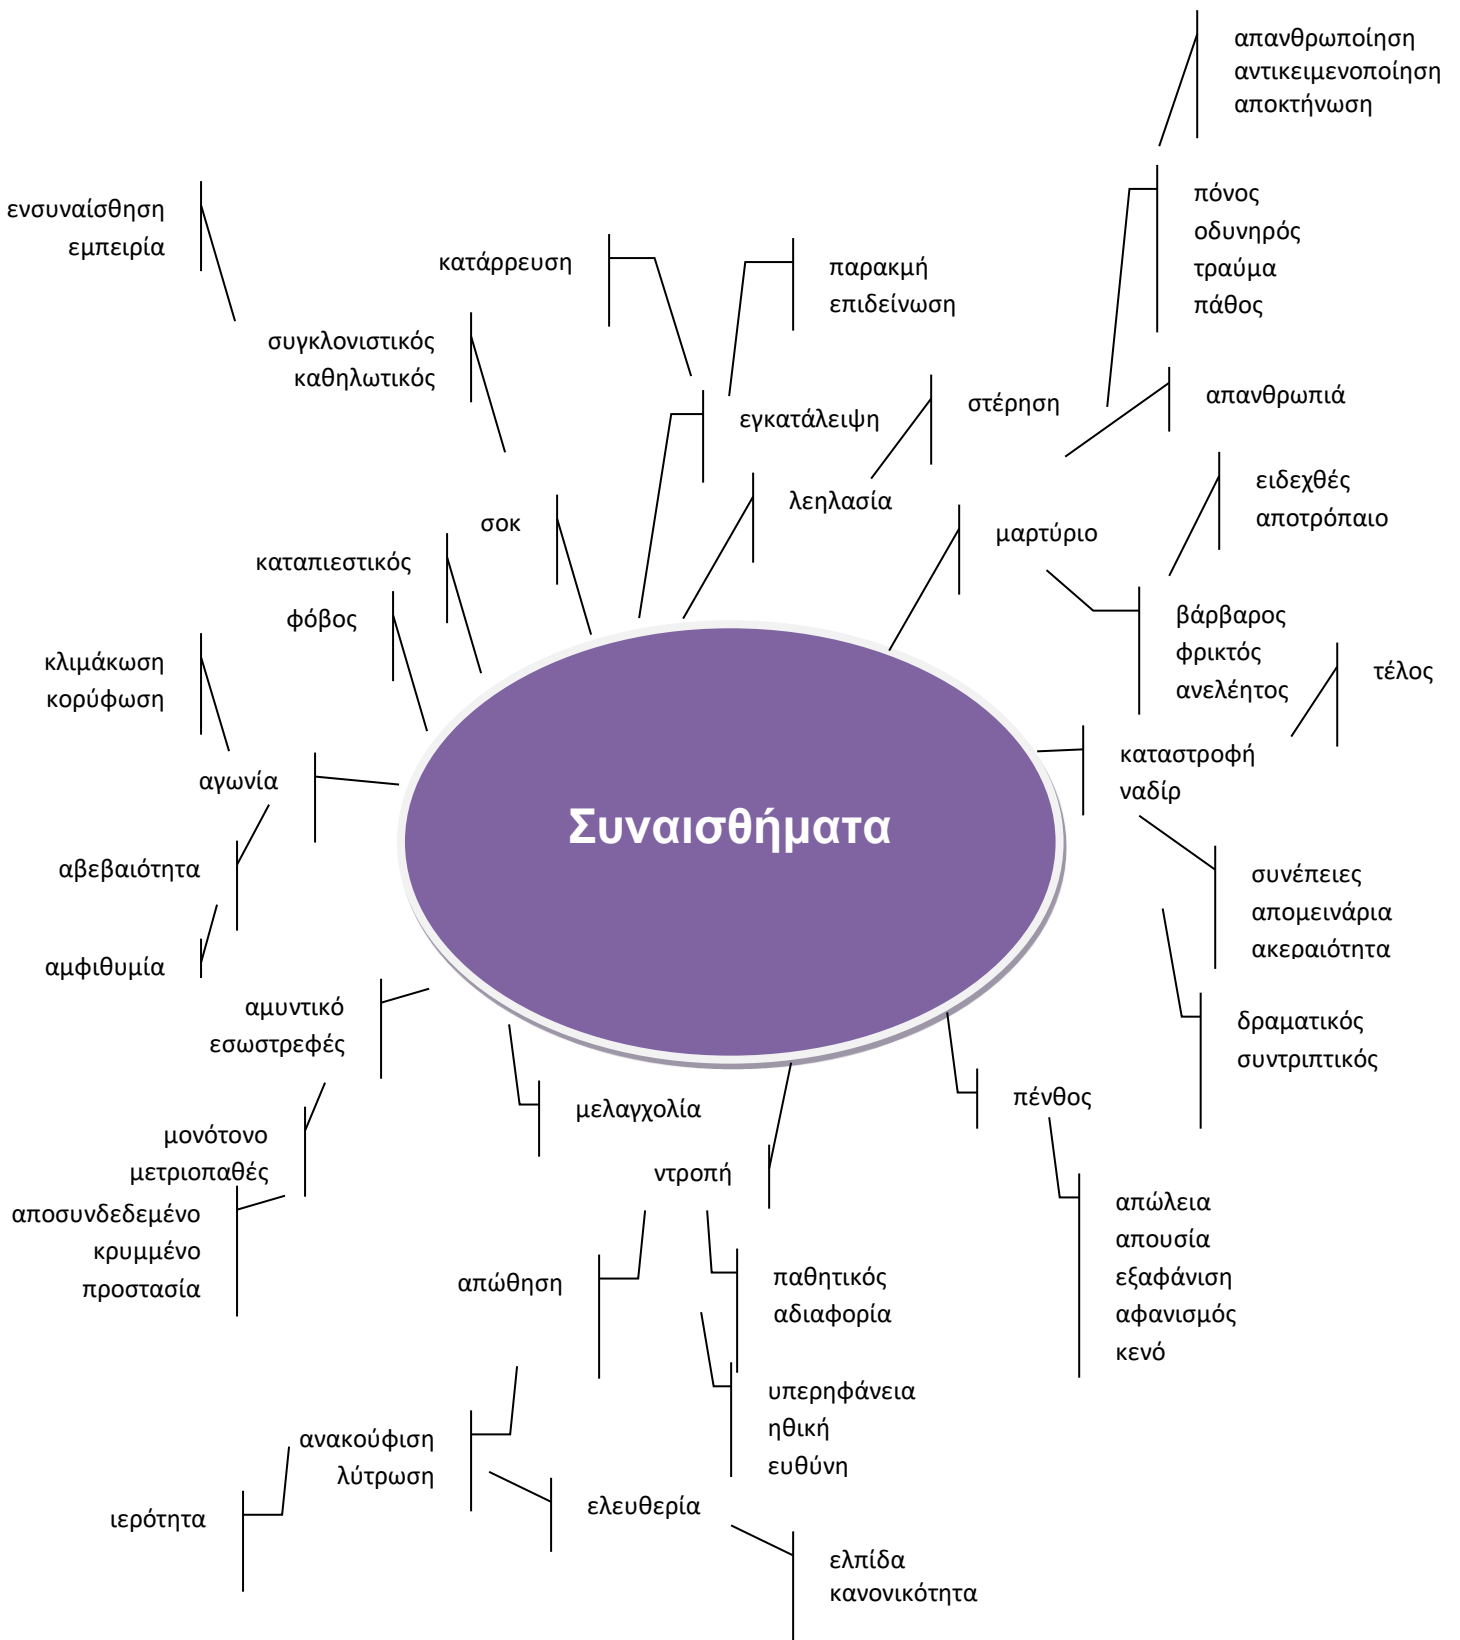 απανθρωποίηση
αντικειμενοποίηση
αποκτήνωση
πόνος
οδυνηρός
τραύμα
πάθος
ενσυναίσθηση
εμπειρία
κατάρρευση
παρακμή
επιδείνωση
συγκλονιστικός
καθηλωτικός
εγκατάλειψη
στέρηση
απανθρωπιά
λεηλασία
ειδεχθές
αποτρόπαιο
σοκ
μαρτύριο
καταπιεστικός
φόβος
βάρβαρος
φρικτός
ανελέητος
κλιμάκωση
κορύφωση
τέλος
καταστροφή
ναδίρ
αγωνία
Συναισθήματα
αβεβαιότητα
συνέπειες
απομεινάρια
ακεραιότητα
αμφιθυμία
αμυντικό
εσωστρεφές
δραματικός
συντριπτικός
μελαγχολία
πένθος
μονότονο
μετριοπαθές
ντροπή
αποσυνδεδεμένο
κρυμμένο
προστασία
απώλεια
απουσία
εξαφάνιση
αφανισμός
κενό
απώθηση
παθητικός
αδιαφορία
υπερηφάνεια
ηθική
ευθύνη
ανακούφιση
λύτρωση
ιερότητα
ελευθερία
ελπίδα
κανονικότητα